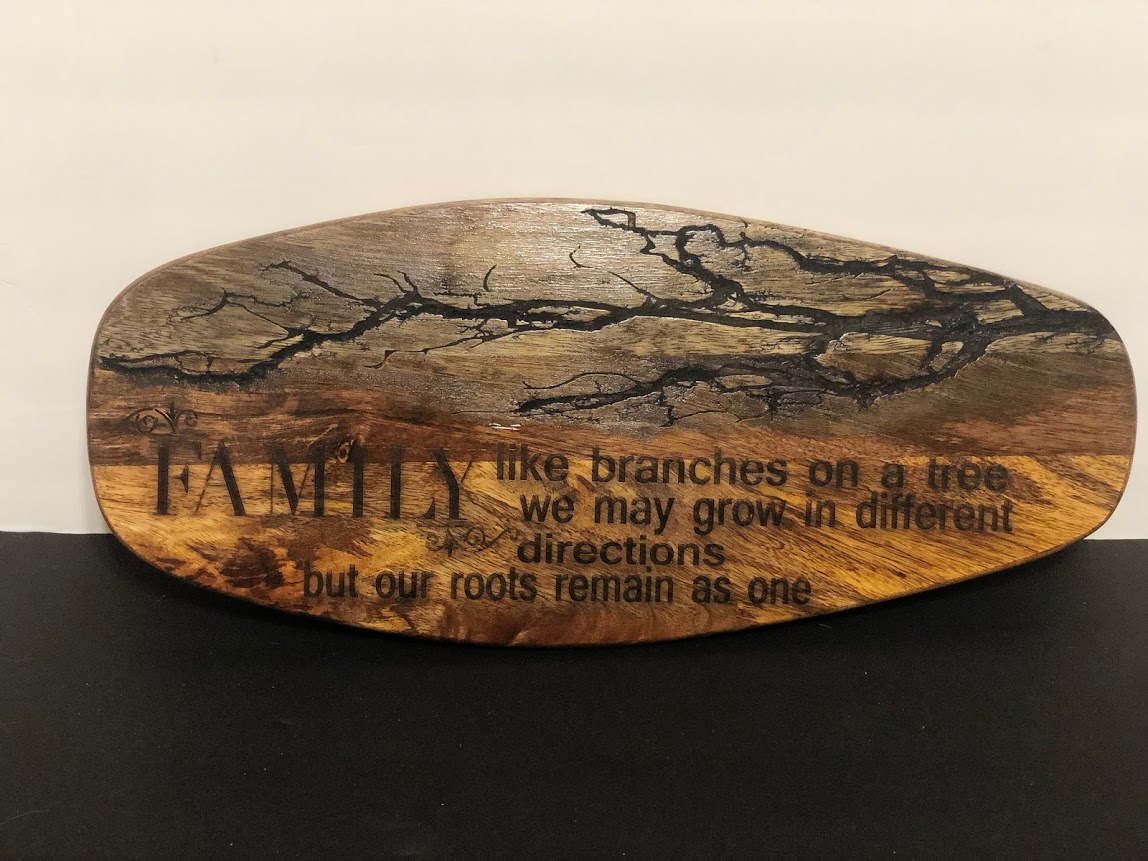 FAMILY like branches on a tree
we may grow in different
directions
but our roots remain as one